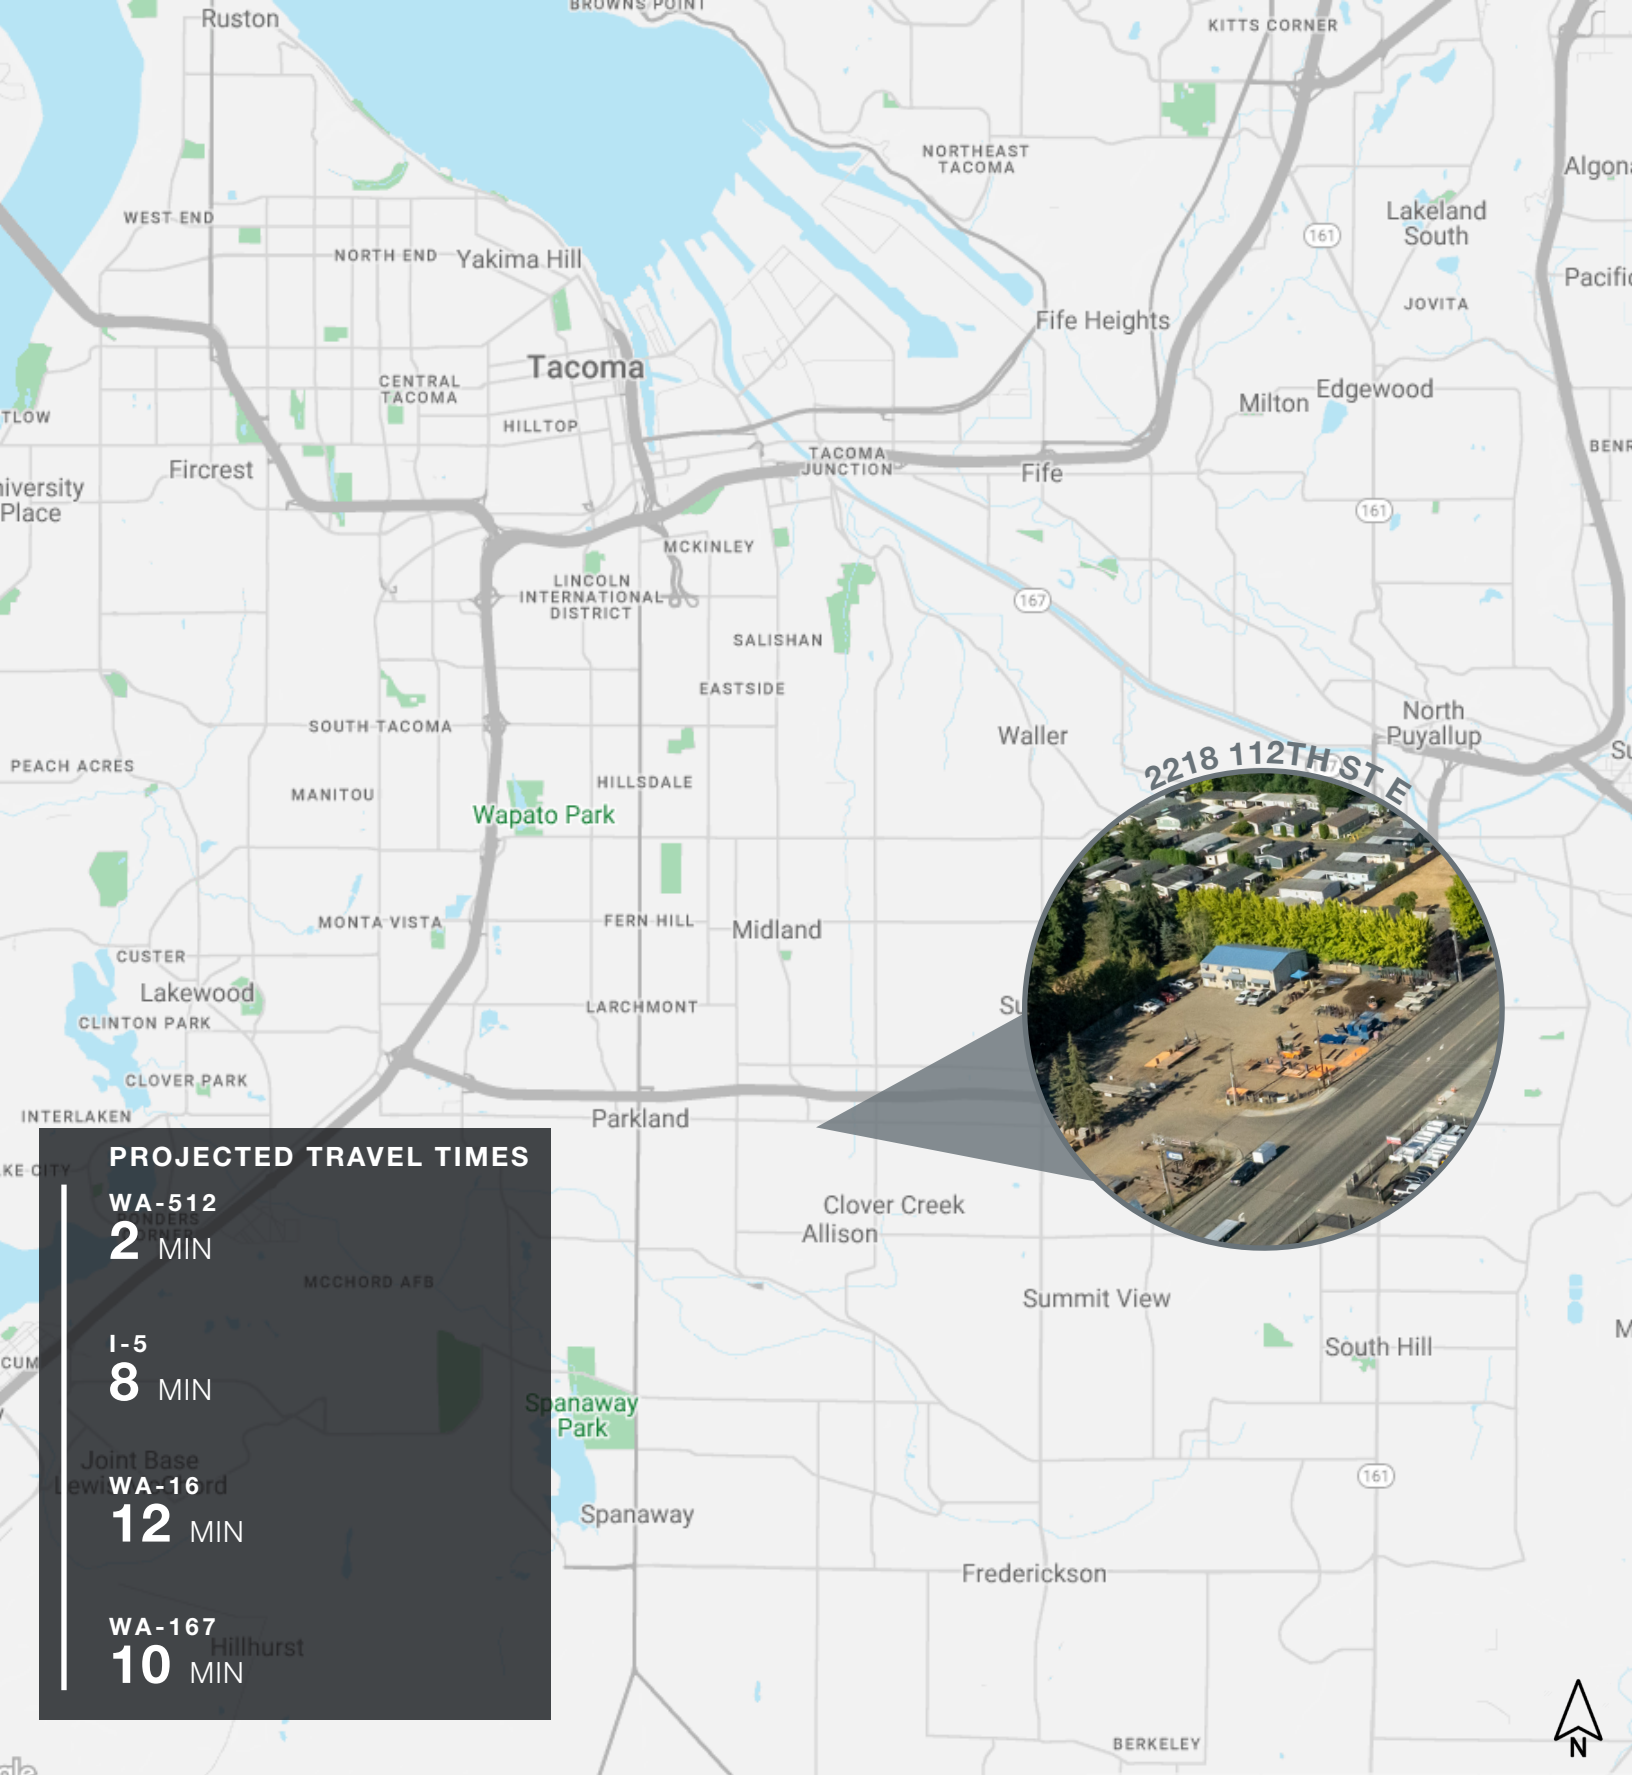 BROWNS POINT
Ruston
KITTS CORNER
NORTHEAST
TACOMA
Lakeland
South
161
WEST END
NORTH END
Yakima Hill
JOVITA
Fife Heights
Tacoma
CENTRAL
TACOMA
Milton
Edgewood
HILLTOP
TACOMA
JUNCTION
Fircrest
Fife
Place
161
MCKINLEY
LINCOLN
INTERNATIONAL
DISTRICT
167
SALISHAN
EASTSIDE
SOUTH TACOMA
Waller
North
Puyallup
PEACH ACRES
MANITOU
HILLSDALE
2218 112TH ST E
Wapato Park
MONTA VISTA
FERN HILL
Midland
CUSTER
Lakewood
CLINTON PARK
LARCHMONT
CLOVER PARK
INTERLAKEN
Parkland
PROJECTED TRAVEL TIMES
WA-512
2 MIN
MCCHORD AFB
I-5
8 MIN
Joint Base
WA-16
12 MIN
WA-167
10 MIN
Hillhurst
Clover Creek
Allison
Summit View
South Hill
Spanaway
Park
161
Spanaway
Frederickson
BERKELEY
N